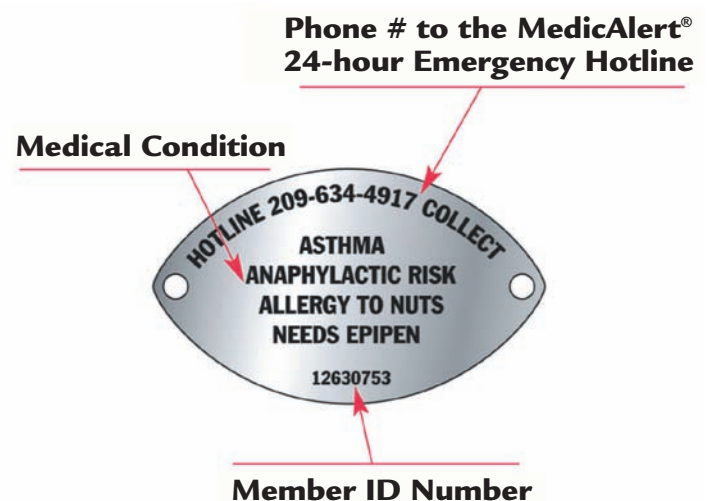 Phone # to the MedicAlert®
24-hour Emergency Hotline
Medical Condition
HOTLINE 209-634-4917 COLLECT
ASTHMA
ANAPHYLACTIC RISK
ALLERGY TO NUTS
NEEDS EPIPEN
12630753
Member ID Number